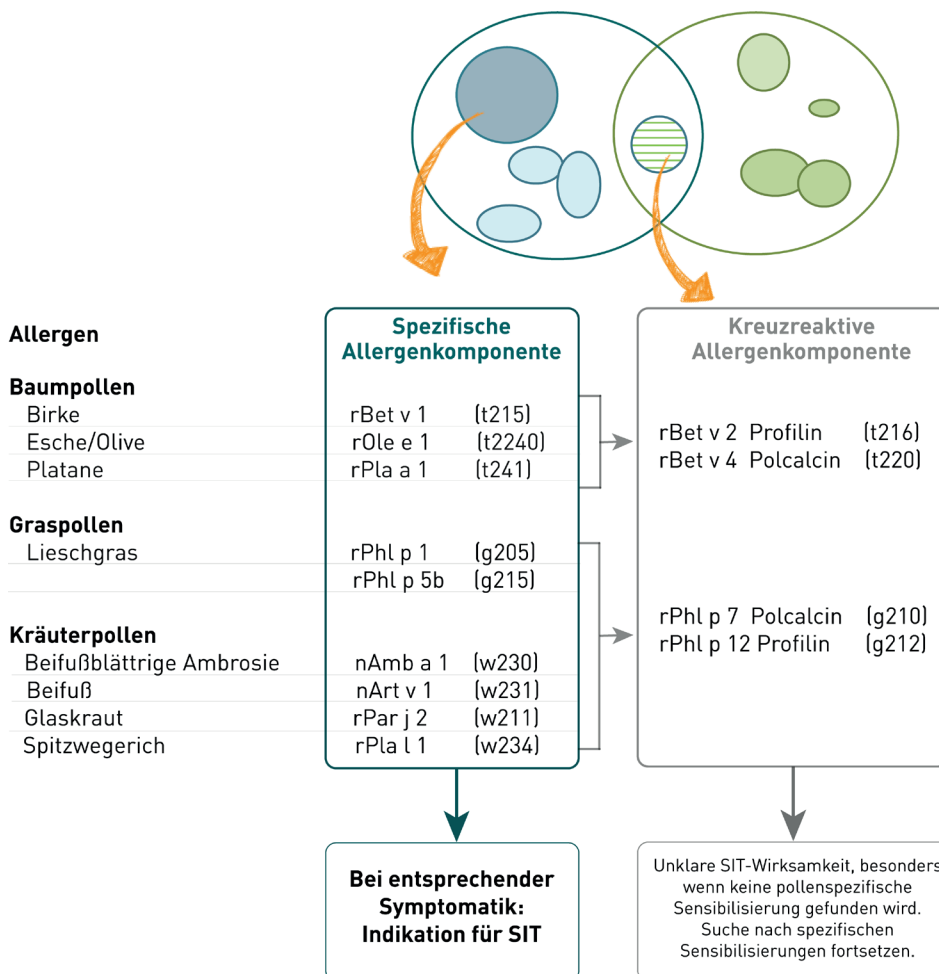 Allergen
Spezifische
Allergenkomponente
Kreuzreaktive
Allergenkomponente
Baumpollen
Birke rBet v 1 (t215)
Esche/Olive rOle e 1 (t2240)
Platane rPla a 1 (t241)
rBet v 2 Profilin (t216)
rBet v 4 Polcalcin (t220)
Graspollen
Lieschgras rPhl p 1 (g205)
rPhl p 5b (g215)
rPhl p 7 Polcalcin (g210)
rPhl p 12 Profilin (g212)
Kräuterpollen
Beifußblättrige Ambrosie nAmb a 1 (w230)
Beifuß nArt v 1 (w231)
Glaskraut rPar j 2 (w211)
Spitzwegerich rPla l 1 (w234)
Bei entsprechender
Symptomatik:
Indikation für SIT
Unklare SIT-Wirksamkeit, besonders
wenn keine pollenspezifische
Sensibilisierung gefunden wird.
Suche nach spezifischen
Sensibilisierungen fortsetzen.